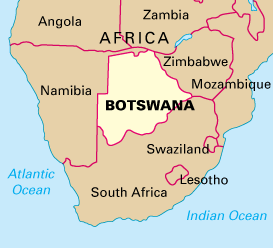 Angola
Zambia
AFRICA
Zimbabwe
Namibia
Mozambique
BOTSWANA
Swaziland
Atlantic
Ocean
Lesotho
South Africa
Indian Ocean